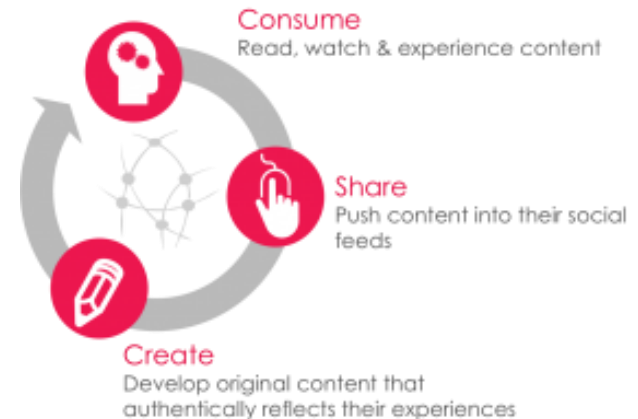 Consume
Read, watch & experience content
Share
Push content into their social
feeds
Create
Develop original content that
authentically reflects their experiences